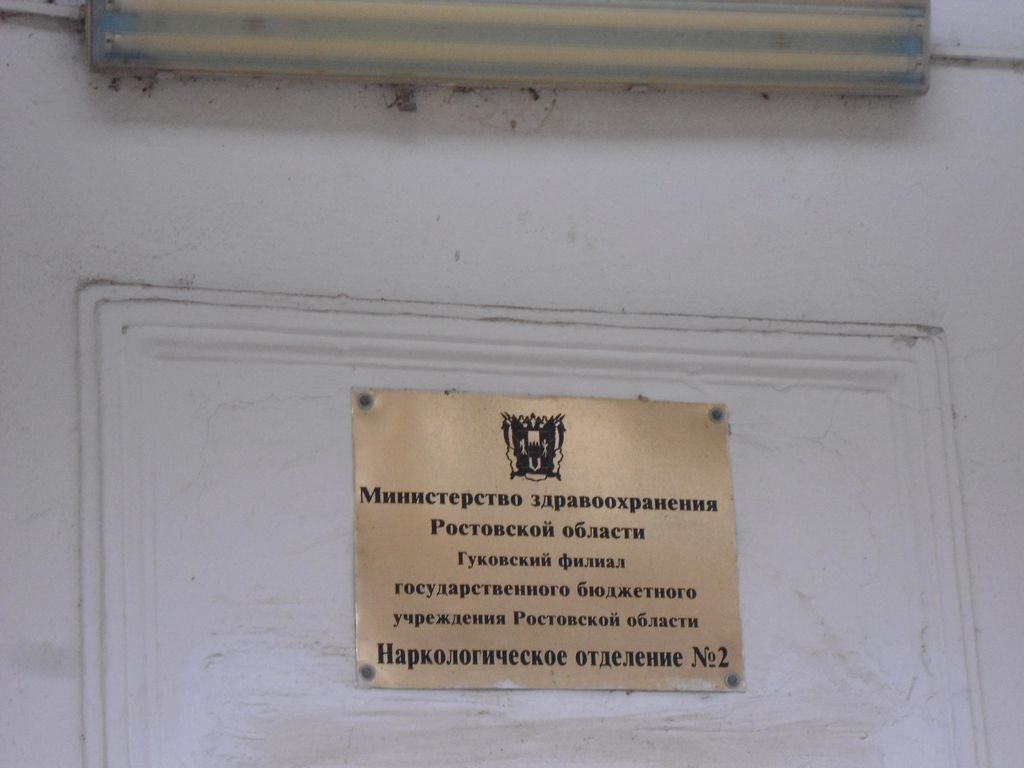 Министерство здравоохранения
Ростовской области
Гуковский филиал
государственного бюджетного
учреждения Ростовской области
Наркологическое отделение №2